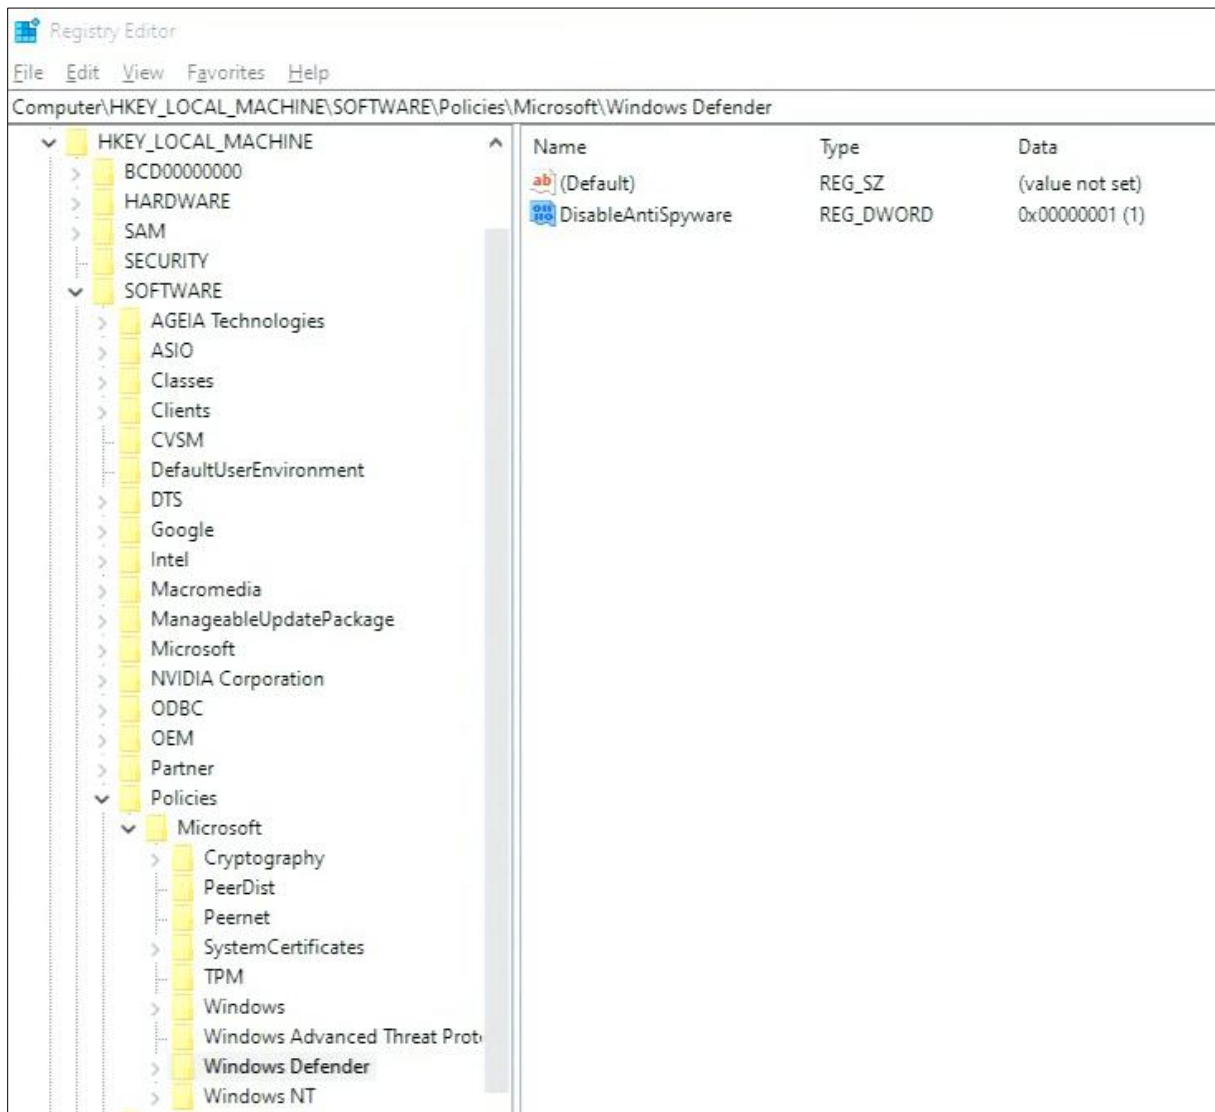 Registry Editor
File Edit View Favorites Help
Computer\HKEY_LOCAL_MACHINE\SOFTWARE\Policies\Microsoft\Windows Defender
HKEY_LOCAL_MACHINE
BCD00000000
HARDWARE
SAM
SECURITY
SOFTWARE
AGEIA Technologies
ASIO
Classes
Clients
CVSM
DefaultUserEnvironment
DTS
Google
Intel
Macromedia
ManageableUpdatePackage
Microsoft
NVIDIA Corporation
ODBC
OEM
Partner
Policies
Microsoft
Cryptography
PeerDist
Peernet
SystemCertificates
TPM
Windows
Windows Advanced Threat Prot
Windows Defender
Windows NT
Name Type Data
ab (Default) REG_SZ (value not set)
DisableAntiSpyware REG_DWORD 0x00000001 (1)